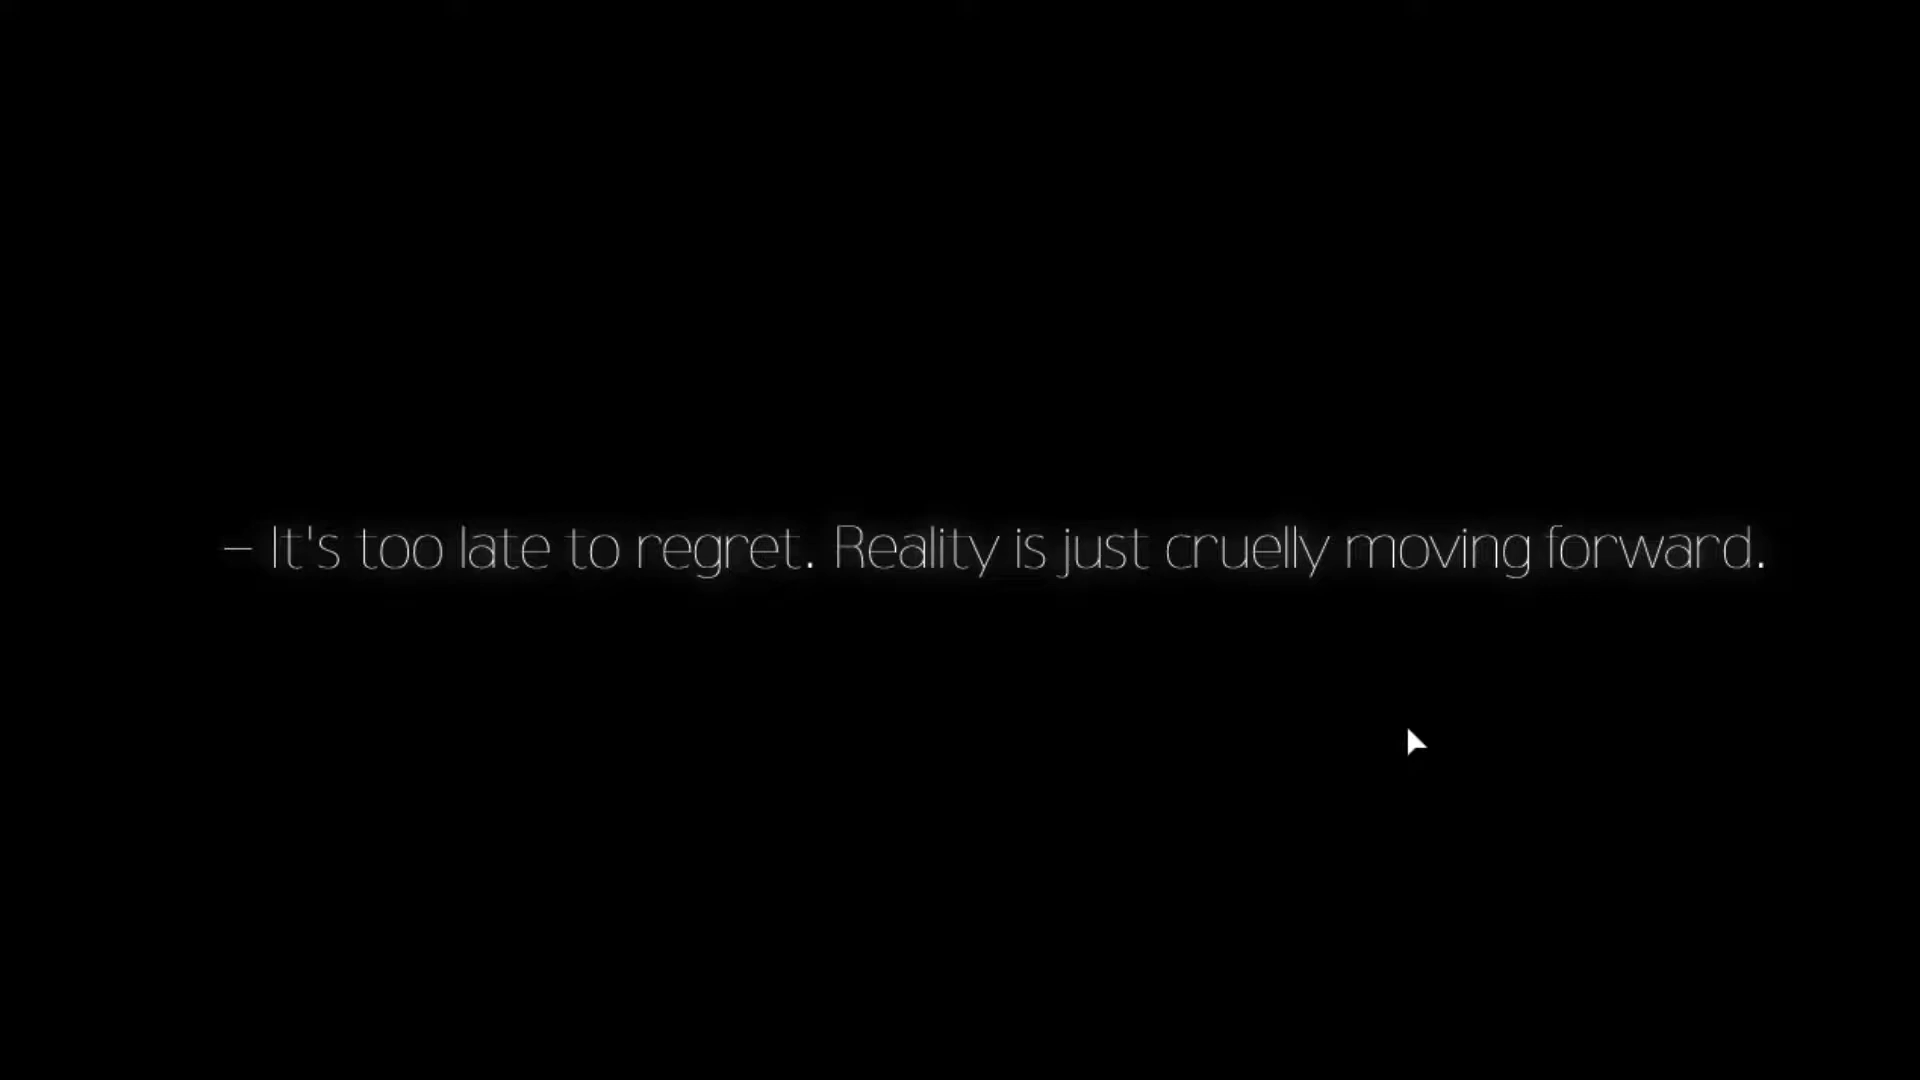 – It's too late to regret. Reality is just cruelly moving forward.